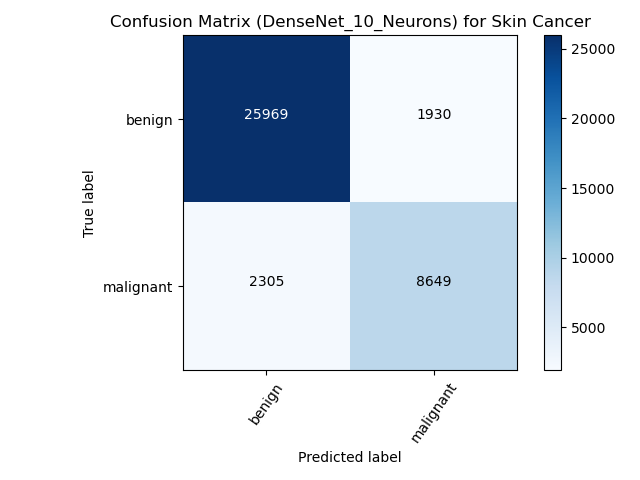 Confusion Matrix (DenseNet_10_Neurons) for Skin Cancer
True label
benign
malignant
25969
1930
2305
8649
benign
malignant
Predicted label
25000
20000
15000
10000
5000